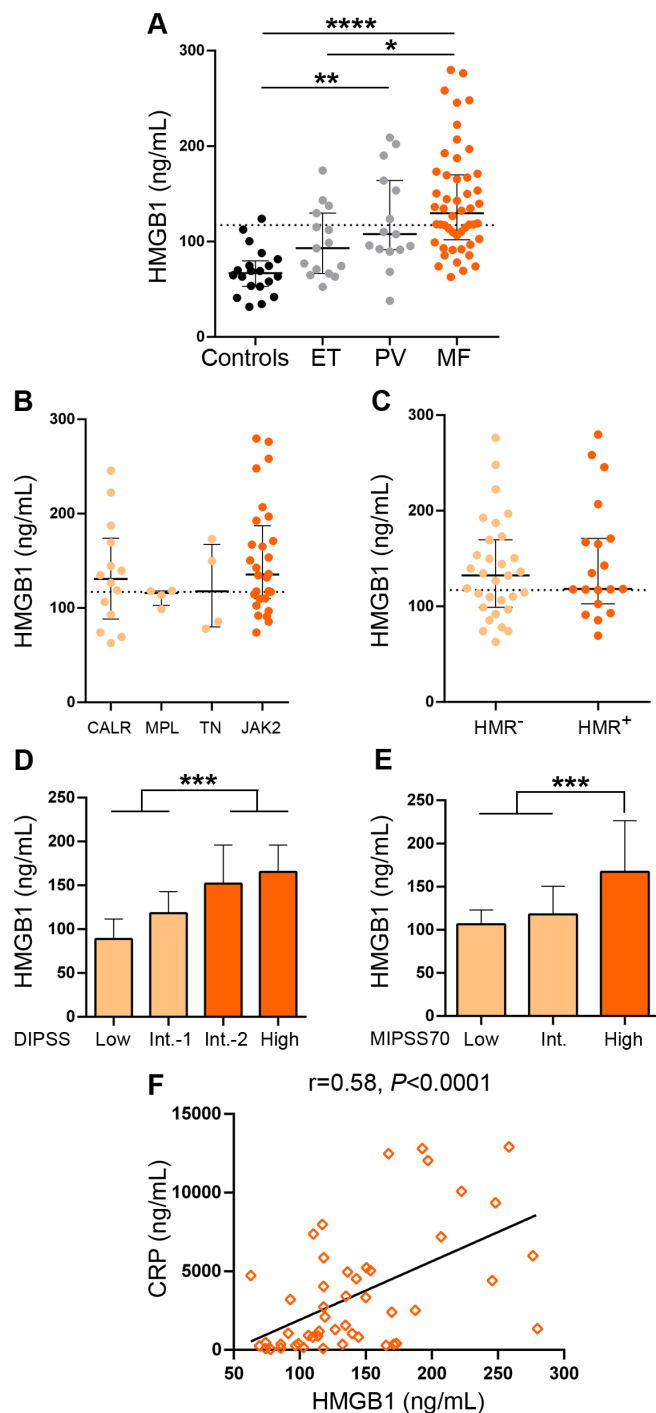 A
****
*
**
300
200
100
0
HMGB1 (ng/mL)
Controls ET PV MF
B
300
200
100
0
HMGB1 (ng/mL)
CALR MPL TN JAK2
C
300
200
100
0
HMGB1 (ng/mL)
HMR⁻ HMR⁺
D
***
250
200
150
100
50
0
HMGB1 (ng/mL)
DIPSS Low Int.-1 Int.-2 High
E
***
250
200
150
100
50
0
HMGB1 (ng/mL)
MIPSS70 Low Int. High
F
r=0.58, P<0.0001
15000
10000
5000
0
CRP (ng/mL)
50 100 150 200 250 300
HMGB1 (ng/mL)